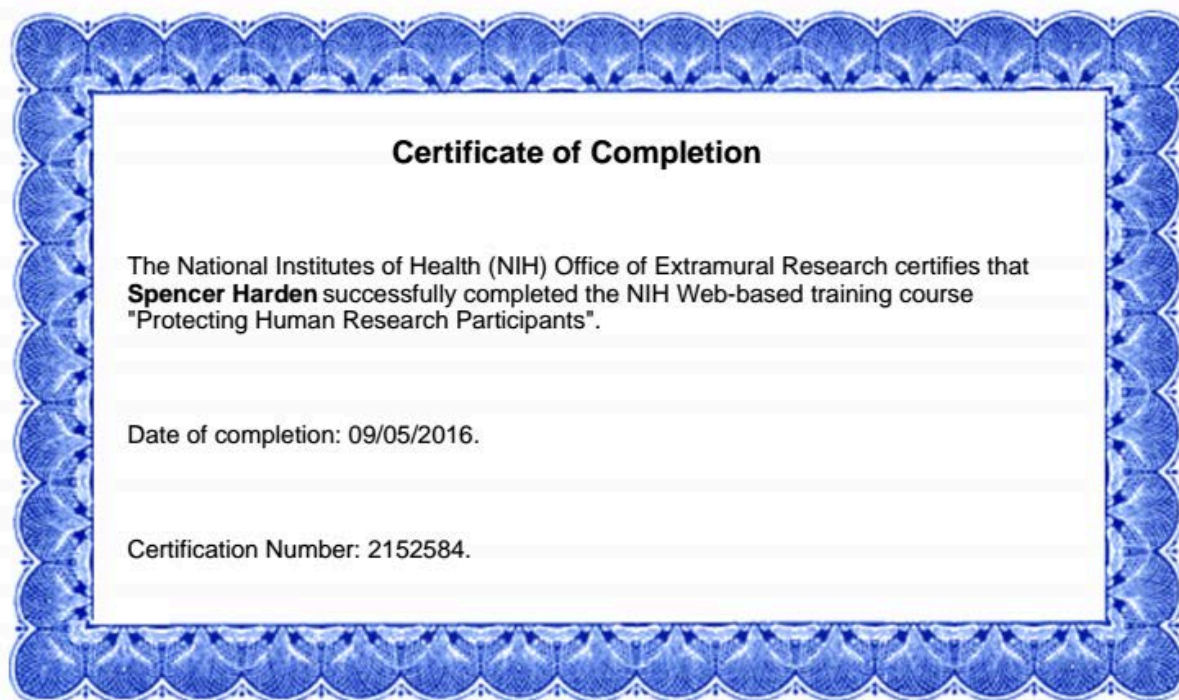 Certificate of Completion
The National Institutes of Health (NIH) Office of Extramural Research certifies that
Spencer Harden successfully completed the NIH Web-based training course
"Protecting Human Research Participants".
Date of completion: 09/05/2016.
Certification Number: 2152584.